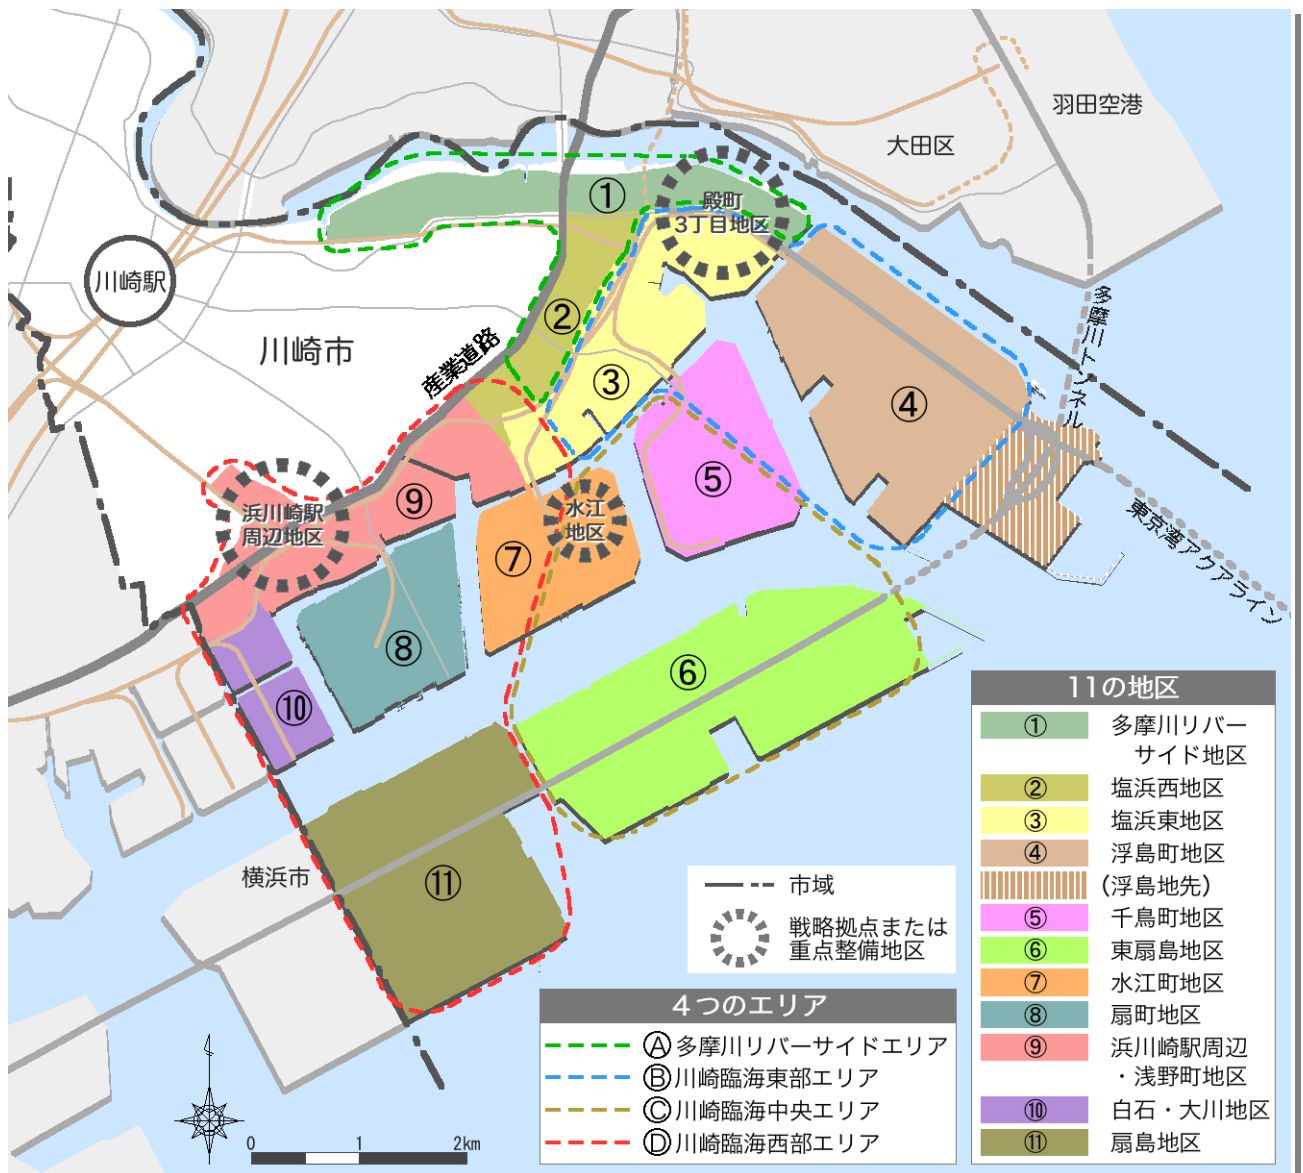 羽田空港
大田区
①
殿町
3丁目地区
川崎駅
多摩川トンネル
②
川崎市
産業道路
③
④
⑤
⑨
浜川崎駅
周辺地区
水江
地区
⑦
東京湾アクアライン
⑧
⑥
⑩
横浜市
⑪
11の地区
① 多摩川リバー
サイド地区
② 塩浜西地区
③ 塩浜東地区
④ 浮島町地区
(浮島地先)
⑤ 千鳥町地区
⑥ 東扇島地区
⑦ 水江町地区
⑧ 扇町地区
⑨ 浜川崎駅周辺
・浅野町地区
⑩ 白石・大川地区
⑪ 扇島地区
市域
戦略拠点または
重点整備地区
4つのエリア
Ⓐ多摩川リバーサイドエリア
Ⓑ川崎臨海東部エリア
Ⓒ川崎臨海中央エリア
Ⓓ川崎臨海西部エリア
0 1 2km